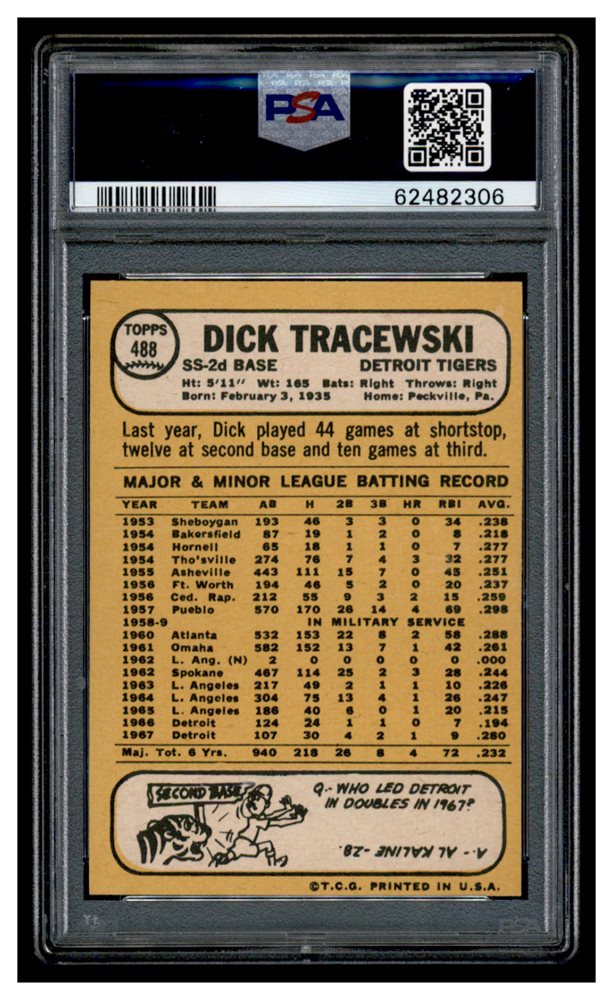 PSA
62482306
TOPPS
488
DICK TRACEWSKI
SS-2d BASE DETROIT TIGERS
Ht: 5'11" Wt: 165 Bats: Right Throws: Right
Born: February 3, 1935 Home: Peckville, Pa.
Last year, Dick played 44 games at shortstop,
twelve at second base and ten games at third.
MAJOR & MINOR LEAGUE BATTING RECORD
YEAR TEAM AB H 2B 3B HR RBI AVG.
1953 Sheboygan 193 46 3 3 0 34 .238
1954 Bakersfield 87 19 1 2 0 8 .218
1954 Hornell 65 18 1 1 0 7 .277
1954 Tho'sville 274 76 7 4 3 32 .277
1955 Asheville 443 111 15 7 0 45 .251
1956 Ft. Worth 194 46 5 2 0 20 .237
1956 Ced. Rap. 212 55 9 3 2 15 .259
1957 Pueblo 570 170 26 14 4 69 .298
1958-9 IN MILITARY SERVICE
1960 Atlanta 532 153 22 8 2 58 .288
1961 Omaha 582 152 13 7 1 42 .261
1962 L. Ang. (N) 2 0 0 0 0 0 .000
1962 Spokane 467 114 25 2 3 28 .244
1963 L. Angeles 217 49 2 1 1 10 .226
1964 L. Angeles 304 75 13 4 1 26 .247
1965 L. Angeles 186 40 6 0 1 20 .215
1966 Detroit 124 24 1 1 0 7 .194
1967 Detroit 107 30 4 2 1 9 .280
Maj. Tot. 6 Yrs. 940 218 26 8 4 72 .232
SECOND BASE
Q.- WHO LED DETROIT
IN DOUBLES IN 1967?
A.- AL KALINE -28.
©T.C.G. PRINTED IN U.S.A.
PSA